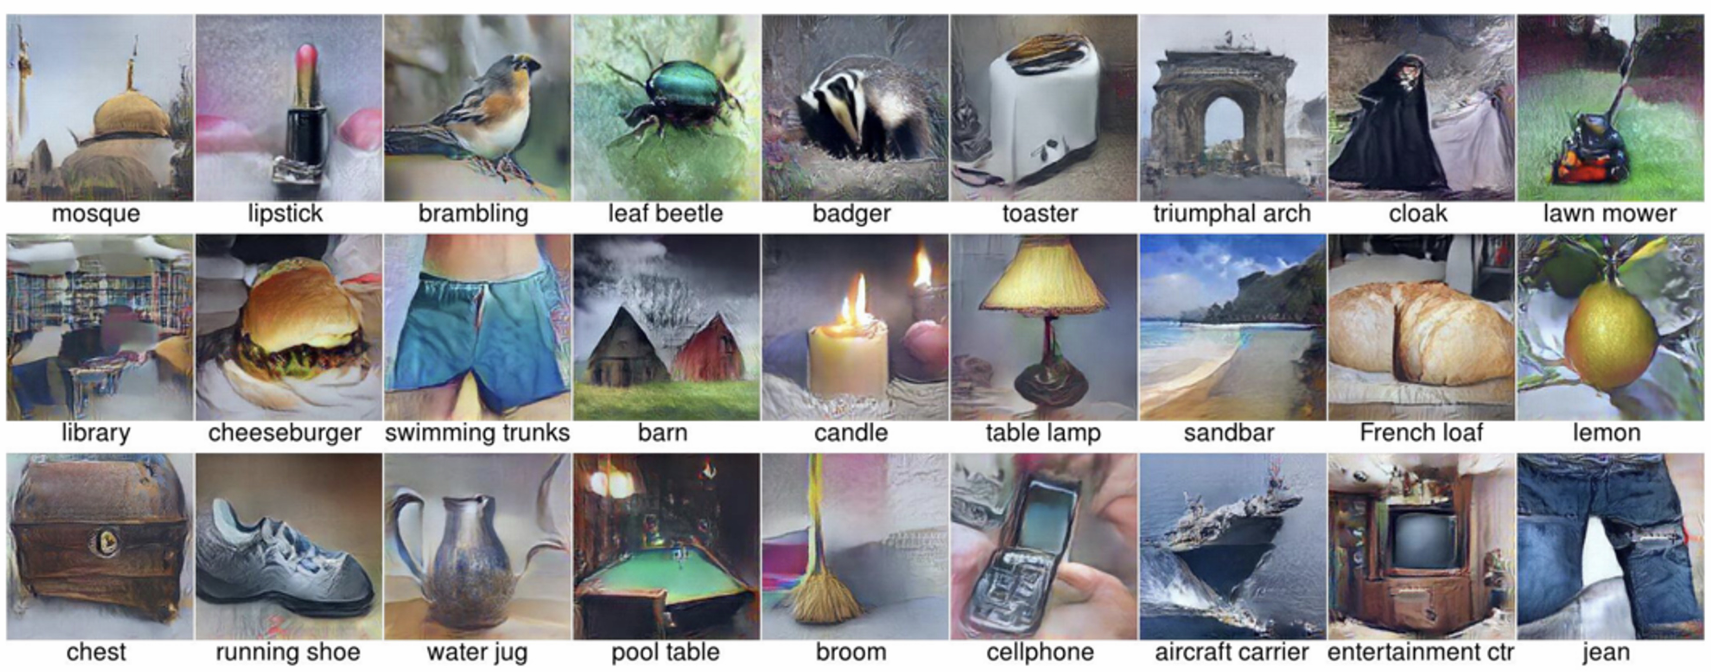 mosque lipstick brambling leaf beetle badger toaster triumphal arch cloak lawn mower
library cheeseburger swimming trunks barn candle table lamp sandbar French loaf lemon
chest running shoe water jug pool table broom cellphone aircraft carrier entertainment ctr jean